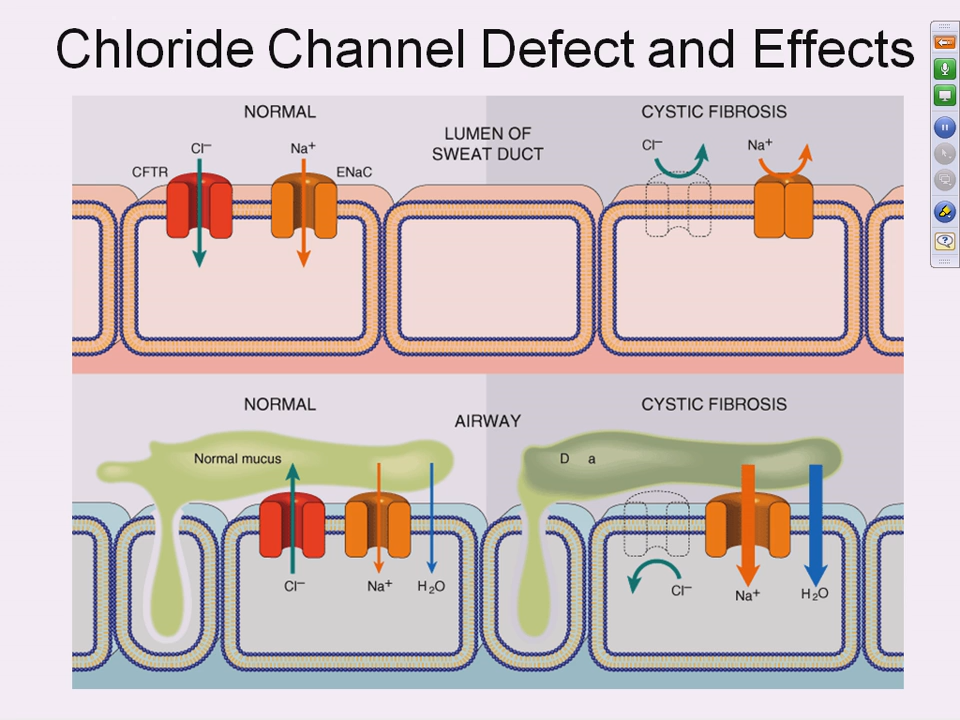 Chloride Channel Defect and Effects
NORMAL
CYSTIC FIBROSIS
LUMEN OF
SWEAT DUCT
Cl–
Na+
CFTR
ENaC
Cl–
Na+
NORMAL
CYSTIC FIBROSIS
AIRWAY
Normal mucus
D a
Cl–
Na+
H2O
Cl–
Na+
H2O